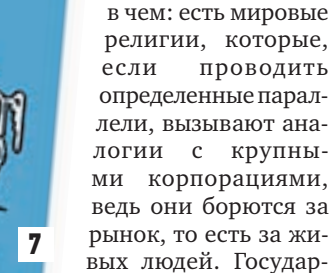 в чем: есть мировые
религии, которые,
если проводить
определенные парал-
лели, вызывают ана-
логии с крупны-
ми корпорациями,
ведь они борются за
рынок, то есть за жи-
вых людей. Государ-
7